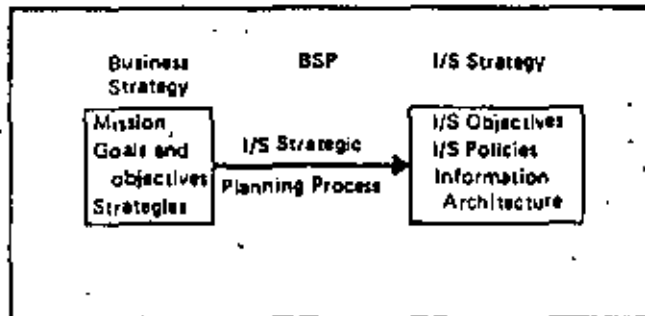 Business
Strategy
BSP
I/S Strategy
Mission,
Goals and
objectives
Strategies
I/S Strategic
Planning Process
I/S Objectives
I/S Policies
Information
Architecture